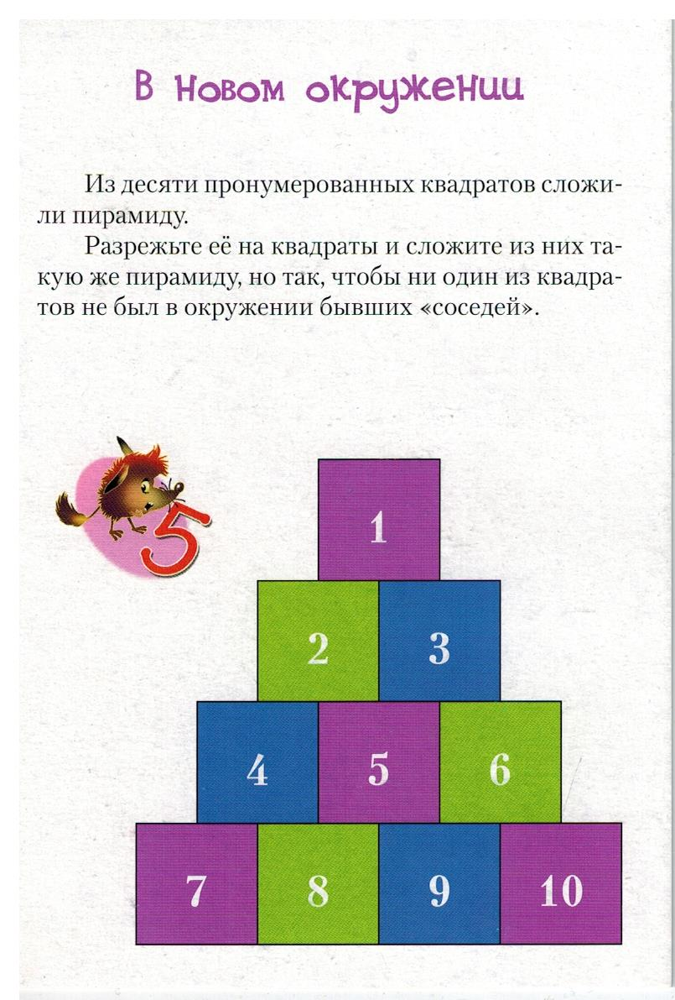 В новом окружении
Из десяти пронумерованных квадратов сложи-
ли пирамиду.
Разрежьте её на квадраты и сложите из них та-
кую же пирамиду, но так, чтобы ни один из квадра-
тов не был в окружении бывших «соседей».
5
1
2 3
4 5 6
7 8 9 10